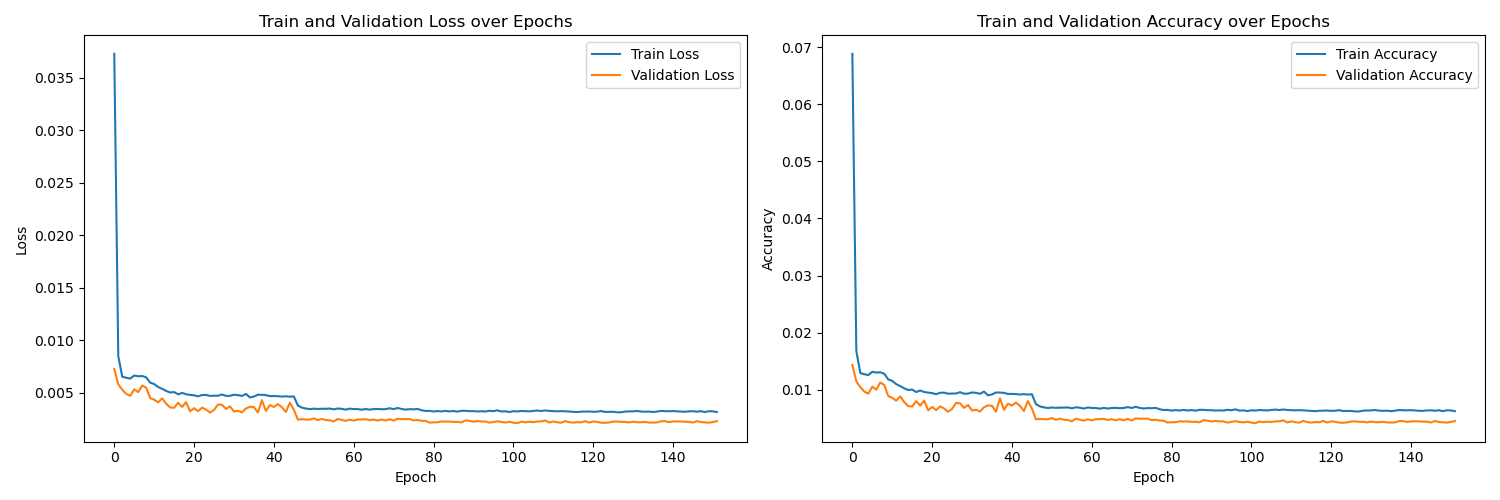 Train and Validation Loss over Epochs
Train Loss
Validation Loss
0.035
0.030
0.025
0.020
0.015
0.010
0.005
Loss
0 20 40 60 80 100 120 140
Epoch
Train and Validation Accuracy over Epochs
Train Accuracy
Validation Accuracy
0.07
0.06
0.05
0.04
0.03
0.02
0.01
Accuracy
0 20 40 60 80 100 120 140
Epoch